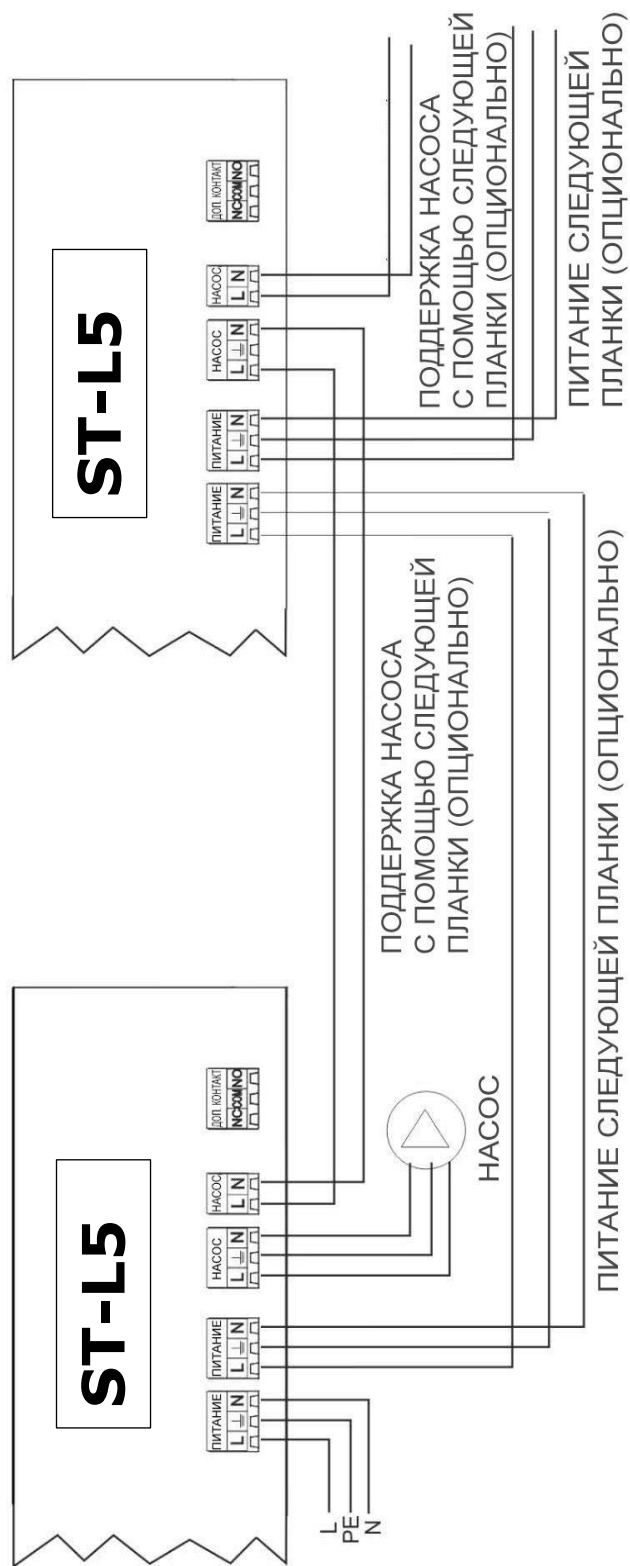 ST-L5
ПИТАНИЕ
L N
ПИТАНИЕ
L N
НАСОС
L N
НАСОС
L N
ДОП. КОНТАКТ
NC COM NO
L
PE
N
НАСОС
ПОДДЕРЖКА НАСОСА
С ПОМОЩЬЮ СЛЕДУЮЩЕЙ
ПЛАНКИ (ОПЦИОНАЛЬНО)
ПИТАНИЕ СЛЕДУЮЩЕЙ ПЛАНКИ (ОПЦИОНАЛЬНО)
ST-L5
ПИТАНИЕ
L N
ПИТАНИЕ
L N
НАСОС
L N
НАСОС
L N
ДОП. КОНТАКТ
NC COM NO
ПОДДЕРЖКА НАСОСА
С ПОМОЩЬЮ СЛЕДУЮЩЕЙ
ПЛАНКИ (ОПЦИОНАЛЬНО)
ПИТАНИЕ СЛЕДУЮЩЕЙ
ПЛАНКИ (ОПЦИОНАЛЬНО)